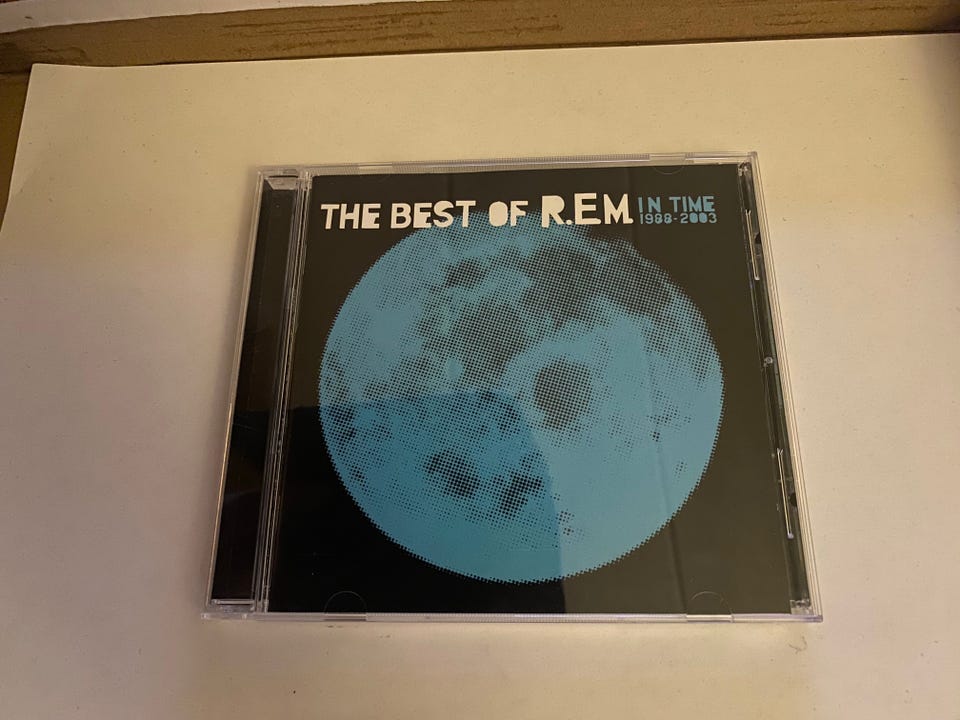 THE BEST OF R.E.M. IN TIME
1988-2003